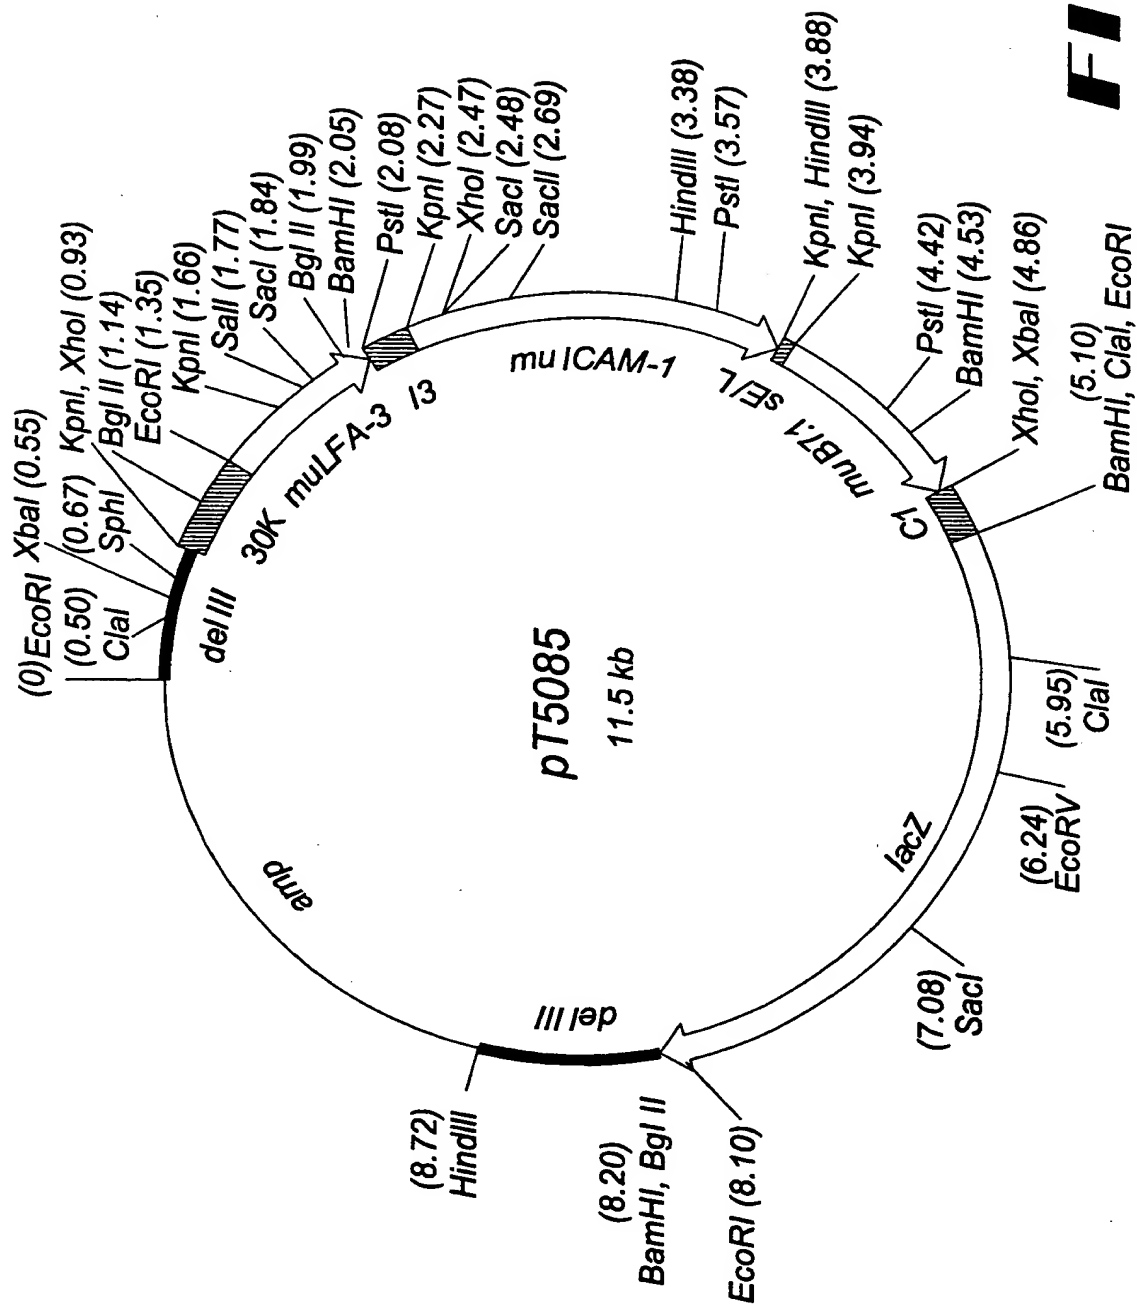 (0)EcoRI
(0.50)
ClaI
XbaI (0.55)
(0.67)
SphI
KpnI, XhoI (0.93)
Bgl II (1.14)
EcoRI (1.35)
KpnI (1.66)
SalI (1.77)
SacI (1.84)
Bgl II (1.99)
BamHI (2.05)
PstI (2.08)
KpnI (2.27)
XhoI (2.47)
SacI (2.48)
SacII (2.69)
HindIII (3.38)
PstI (3.57)
KpnI, HindIII (3.88)
KpnI (3.94)
PstI (4.42)
BamHI (4.53)
XhoI, XbaI (4.86)
(5.10)
BamHI, ClaI, EcoRI
(5.95)
ClaI
(6.24)
EcoRV
(7.08)
SacI
EcoRI (8.10)
(8.20)
BamHI, Bgl II
(8.72)
HindIII
del III
30K
muLFA-3
I3
muICAM-1
sE/L
muB7.1
C1
lacZ
del III
amp
pT5085
11.5 kb
FI